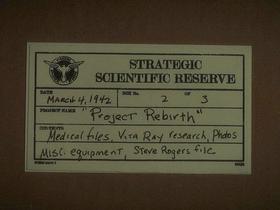 STRATEGIC
SCIENTIFIC RESERVE
DATE MARCH 4, 1942 BOX No. 2 OF 3
PROJECT NAME "Project Rebirth"
CONTENTS
Medical files, Vita Ray research, Photos
Misc. equipment, Steve Rogers file